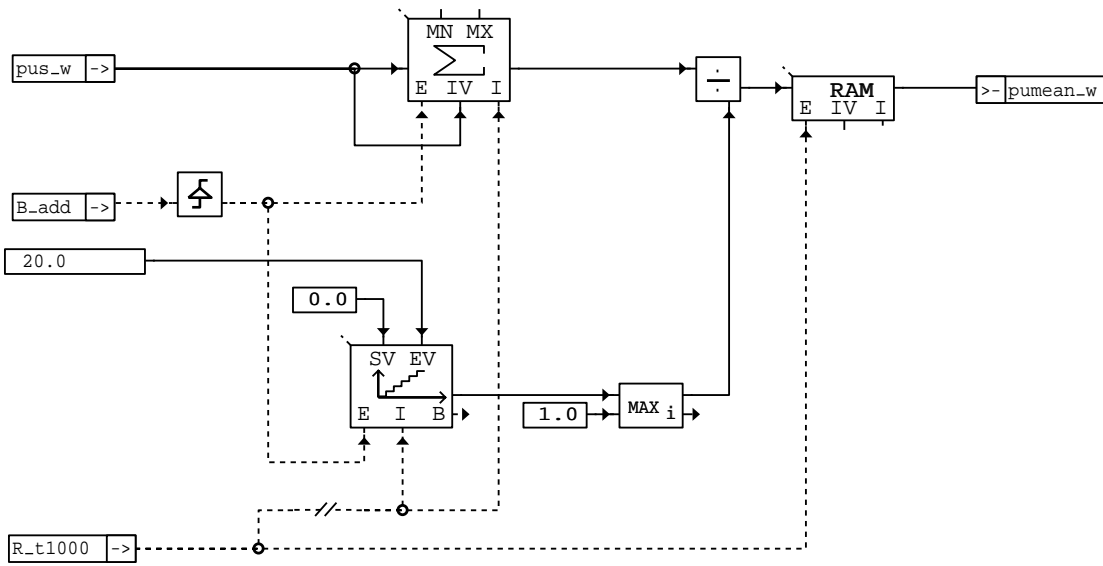 MN MX
pus_w ->
E IV I
÷
RAM
E IV I
>- pumean_w
B_add ->
20.0
0.0
SV EV
E I B
1.0
MAX i
//
R_t1000 ->